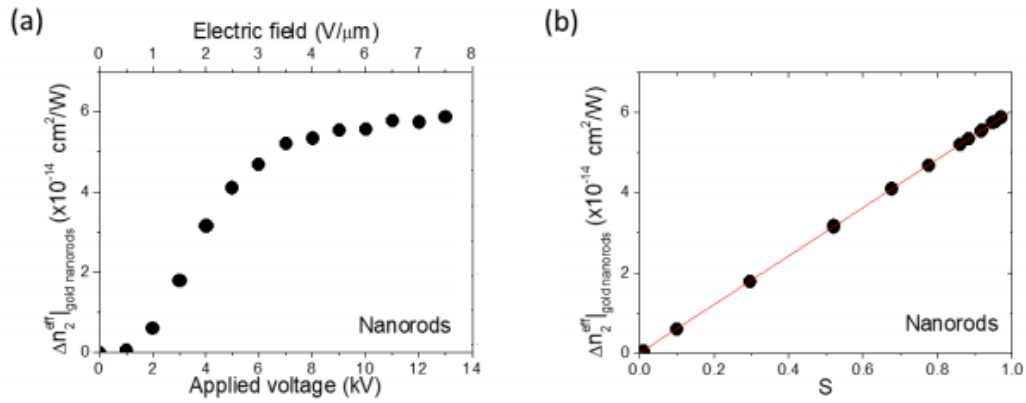 (a)
Electric field (V/μm)
0 1 2 3 4 5 6 7 8
6
4
2
0
Δn₂ᵉᶠᶠ|gold nanorods (x10⁻¹⁴ cm²/W)
Nanorods
0 2 4 6 8 10 12 14
Applied voltage (kV)
(b)
6
4
2
0
Δn₂ᵉᶠᶠ|gold nanorods (x10⁻¹⁴ cm²/W)
Nanorods
0.0 0.2 0.4 0.6 0.8 1.0
S